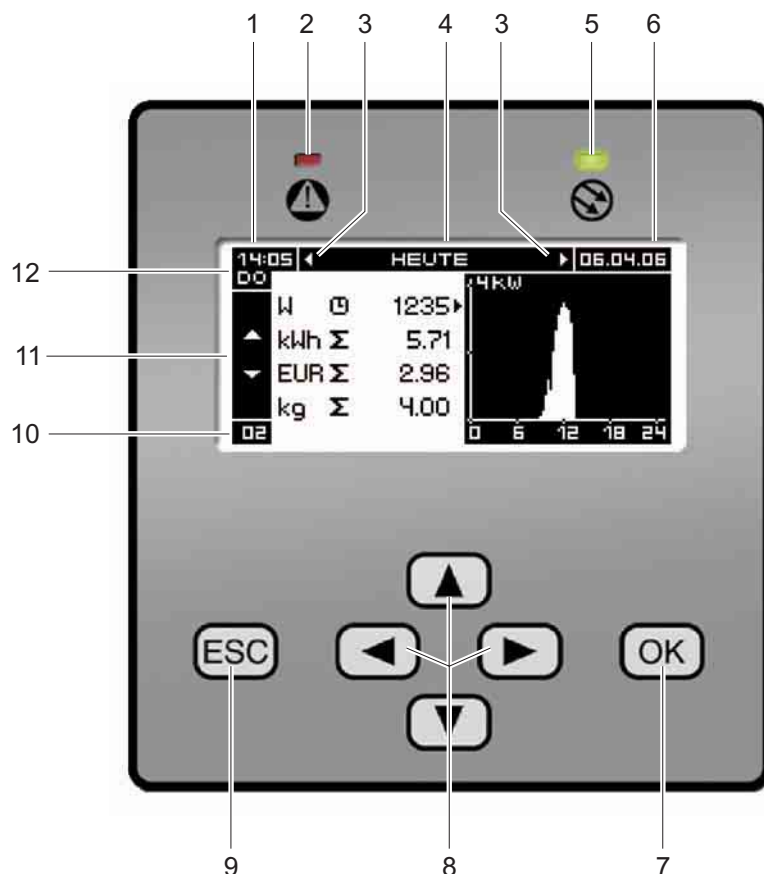 1 2 3 4 3 5 6
14:05 HEUTE 06.04.06
12
DO
4kW
W 1235
kWh Σ 5.71
11
EUR Σ 2.96
kg Σ 4.00
10
02
0 6 12 18 24
ESC OK
9 8 7